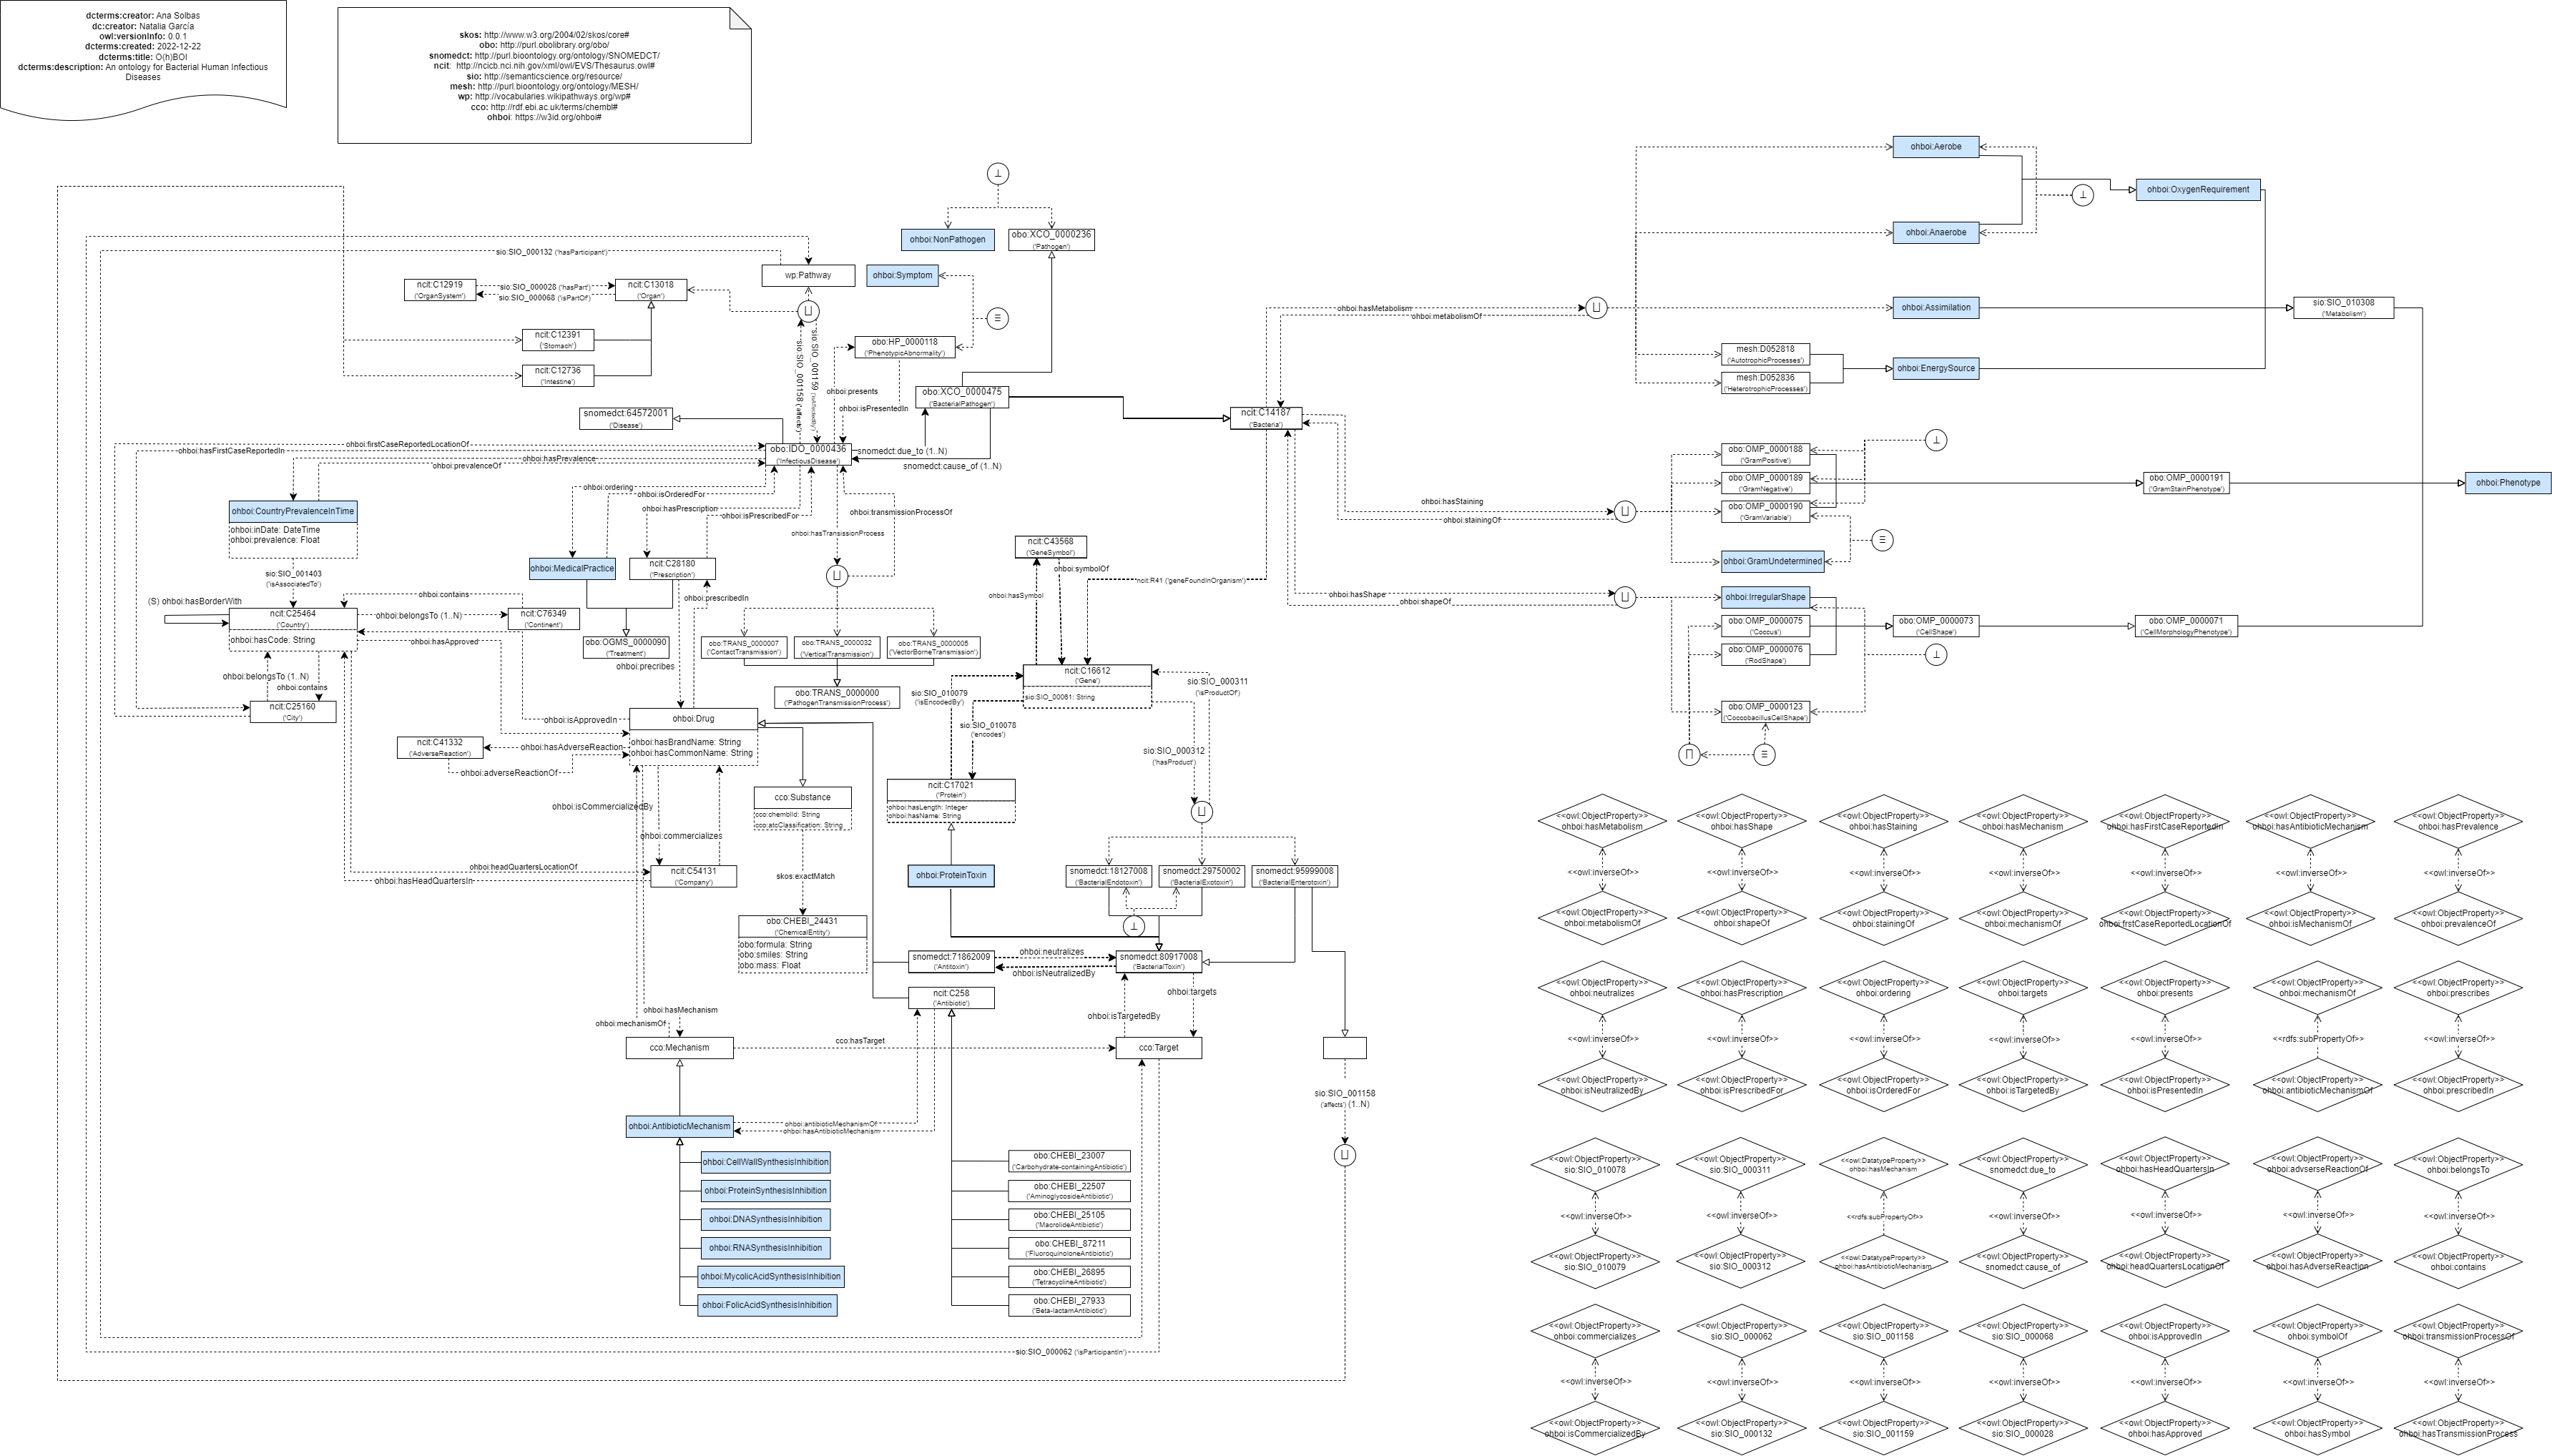 dcterms:creator: Ana Solbas
dc:creator: Natalia García
owl:versionInfo: 0.0.1
dcterms:created: 2022-12-22
dcterms:title: O(h)BOI
dcterms:description: An ontology for Bacterial Human Infectious
Diseases
skos: http://www.w3.org/2004/02/skos/core#
obo: http://purl.obolibrary.org/obo/
snomedct: http://purl.bioontology.org/ontology/SNOMEDCT/
ncit: http://ncicb.nci.nih.gov/xml/owl/EVS/Thesaurus.owl#
sio: http://semanticscience.org/resource/
mesh: http://purl.bioontology.org/ontology/MESH/
wp: http://vocabularies.wikipathways.org/wp#
cco: http://rdf.ebi.ac.uk/terms/chembl#
ohboi: https://w3id.org/ohboi#
⊥
ohboi:NonPathogen
obo:XCO_0000236
('Pathogen')
sio:SIO_000132 ('hasParticipant')
wp:Pathway
ohboi:Symptom
ncit:C12919
('OrganSystem')
sio:SIO_000028 ('hasPart')
sio:SIO_000068 ('isPartOf')
ncit:C13018
('Organ')
ncit:C12391
('Stomach')
ncit:C12736
('Intestine')
⊔
≡
sio:SIO_001158 ('affects')
sio:SIO_001159 ('isAffectedBy')
obo:HP_0000118
('PhenotypicAbnormality')
ohboi:presents
ohboi:isPresentedIn
obo:XCO_0000475
('BacterialPathogen')
snomedct:64572001
('Disease')
obo:IDO_0000436
('InfectiousDisease')
snomedct:due_to (1..N)
snomedct:cause_of (1..N)
ohboi:firstCaseReportedLocationOf
ohboi:hasFirstCaseReportedIn
ohboi:hasPrevalence
ohboi:prevalenceOf
ohboi:CountryPrevalenceInTime
ohboi:inDate: DateTime
ohboi:prevalence: Float
ohboi:ordering
ohboi:isOrderedFor
ohboi:hasPrescription
ohboi:isPrescribedFor
ohboi:transmissionProcessOf
ohboi:hasTransissionProcess
ohboi:MedicalPractice
ncit:C28180
('Prescription')
⊔
sio:SIO_001403
('isAssociatedTo')
(S) ohboi:hasBorderWith
ncit:C25464
('Country')
ohboi:hasCode: String
ohboi:contains
ohboi:belongsTo (1..N)
ncit:C76349
('Continent')
ohboi:hasApproved
ohboi:prescribedIn
obo:OGMS_0000090
('Treatment')
ohboi:precribes
obo:TRANS_0000007
('ContactTransmission')
obo:TRANS_0000032
('VerticalTransmission')
obo:TRANS_0000005
('VectorBorneTransmission')
obo:TRANS_0000000
('PathogenTransmissionProcess')
ohboi:belongsTo (1..N)
ohboi:contains
ncit:C25160
('City')
ohboi:isApprovedIn
ohboi:Drug
ohboi:hasBrandName: String
ohboi:hasCommonName: String
ncit:C41332
('AdverseReaction')
ohboi:hasAdverseReaction
ohboi:adverseReactionOf
ohboi:isCommercializedBy
ohboi:commercializes
cco:Substance
cco:chemblId: String
cco:atcClassification: String
skos:exactMatch
ohboi:headQuartersLocationOf
ohboi:hasHeadQuartersIn
ncit:C54131
('Company')
obo:CHEBI_24431
('ChemicalEntity')
obo:formula: String
obo:smiles: String
obo:mass: Float
ncit:C43568
('GeneSymbol')
ohboi:symbolOf
ohboi:hasSymbol
ncit:R41 ('geneFoundInOrganism')
ncit:C16612
('Gene')
sio:SIO_00061: String
sio:SIO_010079
('isEncodedBy')
sio:SIO_010078
('encodes')
sio:SIO_000311
('isProductOf')
sio:SIO_000312
('hasProduct')
ncit:C17021
('Protein')
ohboi:hasLength: Integer
ohboi:hasName: String
⊔
ohboi:ProteinToxin
snomedct:18127008
('BacterialEndotoxin')
snomedct:29750002
('BacterialExotoxin')
snomedct:95999008
('BacterialEnterotoxin')
⊥
snomedct:71862009
('Antitoxin')
ohboi:neutralizes
ohboi:isNeutralizedBy
snomedct:80917008
('BacterialToxin')
ncit:C258
('Antibiotic')
ohboi:targets
ohboi:isTargetedBy
ohboi:hasMechanism
ohboi:mechanismOf
cco:Mechanism
cco:hasTarget
cco:Target
sio:SIO_001158
('affects') (1..N)
⊔
ohboi:AntibioticMechanism
ohboi:antibioticMechanismOf
ohboi:hasAntibioticMechanism
ohboi:CellWallSynthesisInhibition
ohboi:ProteinSynthesisInhibition
ohboi:DNASynthesisInhibition
ohboi:RNASynthesisInhibition
ohboi:MycolicAcidSynthesisInhibition
ohboi:FolicAcidSynthesisInhibition
obo:CHEBI_23007
('Carbohydrate-containingAntibiotic')
obo:CHEBI_22507
('AminoglycosideAntibiotic')
obo:CHEBI_25105
('MacrolideAntibiotic')
obo:CHEBI_87211
('FluoroquinoloneAntibiotic')
obo:CHEBI_26895
('TetracyclineAntibiotic')
obo:CHEBI_27933
('Beta-lactamAntibiotic')
sio:SIO_000062 ('isParticipantIn')
ncit:C14187
('Bacteria')
ohboi:hasMetabolism
ohboi:metabolismOf
⊔
ohboi:Aerobe
ohboi:Anaerobe
⊥
ohboi:OxygenRequirement
ohboi:Assimilation
sio:SIO_010308
('Metabolism')
mesh:D052818
('AutotrophicProcesses')
mesh:D052836
('HeterotrophicProcesses')
ohboi:EnergySource
ohboi:hasStaining
ohboi:stainingOf
⊔
obo:OMP_0000188
('GramPositive')
obo:OMP_0000189
('GramNegative')
obo:OMP_0000190
('GramVariable')
ohboi:GramUndetermined
⊥
≡
obo:OMP_0000191
('GramStainPhenotype')
ohboi:Phenotype
ohboi:hasShape
ohboi:shapeOf
⊔
ohboi:IrregularShape
obo:OMP_0000075
('Coccus')
obo:OMP_0000076
('RodShape')
obo:OMP_0000123
('CoccobacillusCellShape')
obo:OMP_0000073
('CellShape')
obo:OMP_0000071
('CellMorphologyPhenotype')
⊥
⊓
≡
<<owl:ObjectProperty>>
ohboi:hasMetabolism
<<owl:ObjectProperty>>
ohboi:hasShape
<<owl:ObjectProperty>>
ohboi:hasStaining
<<owl:ObjectProperty>>
ohboi:hasMechanism
<<owl:ObjectProperty>>
ohboi:hasFirstCaseReportedIn
<<owl:ObjectProperty>>
ohboi:hasAntibioticMechanism
<<owl:ObjectProperty>>
ohboi:hasPrevalence
<<owl:inverseOf>>
<<owl:inverseOf>>
<<owl:inverseOf>>
<<owl:inverseOf>>
<<owl:inverseOf>>
<<owl:inverseOf>>
<<owl:inverseOf>>
<<owl:ObjectProperty>>
ohboi:metabolismOf
<<owl:ObjectProperty>>
ohboi:shapeOf
<<owl:ObjectProperty>>
ohboi:stainingOf
<<owl:ObjectProperty>>
ohboi:mechanismOf
<<owl:ObjectProperty>>
ohboi:frstCaseReportedLocationOf
<<owl:ObjectProperty>>
ohboi:isMechanismOf
<<owl:ObjectProperty>>
ohboi:prevalenceOf
<<owl:ObjectProperty>>
ohboi:neutralizes
<<owl:ObjectProperty>>
ohboi:hasPrescription
<<owl:ObjectProperty>>
ohboi:ordering
<<owl:ObjectProperty>>
ohboi:targets
<<owl:ObjectProperty>>
ohboi:presents
<<owl:ObjectProperty>>
ohboi:mechanismOf
<<owl:ObjectProperty>>
ohboi:prescribes
<<owl:inverseOf>>
<<owl:inverseOf>>
<<owl:inverseOf>>
<<owl:inverseOf>>
<<owl:inverseOf>>
<<rdfs:subPropertyOf>>
<<owl:inverseOf>>
<<owl:ObjectProperty>>
ohboi:isNeutralizedBy
<<owl:ObjectProperty>>
ohboi:isPrescribedFor
<<owl:ObjectProperty>>
ohboi:isOrderedFor
<<owl:ObjectProperty>>
ohboi:isTargetedBy
<<owl:ObjectProperty>>
ohboi:isPresentedIn
<<owl:ObjectProperty>>
ohboi:antibioticMechanismOf
<<owl:ObjectProperty>>
ohboi:prescribedIn
<<owl:ObjectProperty>>
sio:SIO_010078
<<owl:ObjectProperty>>
sio:SIO_000311
<<owl:DatatypeProperty>>
ohboi:hasMechanism
<<owl:ObjectProperty>>
snomedct:due_to
<<owl:ObjectProperty>>
ohboi:hasHeadQuartersIn
<<owl:ObjectProperty>>
ohboi:advserseReactionOf
<<owl:ObjectProperty>>
ohboi:belongsTo
<<owl:inverseOf>>
<<owl:inverseOf>>
<<rdfs:subPropertyOf>>
<<owl:inverseOf>>
<<owl:inverseOf>>
<<owl:inverseOf>>
<<owl:inverseOf>>
<<owl:ObjectProperty>>
sio:SIO_010079
<<owl:ObjectProperty>>
sio:SIO_000312
<<owl:DatatypeProperty>>
ohboi:hasAntibioticMechanism
<<owl:ObjectProperty>>
snomedct:cause_of
<<owl:ObjectProperty>>
ohboi:headQuartersLocationOf
<<owl:ObjectProperty>>
ohboi:hasAdverseReaction
<<owl:ObjectProperty>>
ohboi:contains
<<owl:ObjectProperty>>
ohboi:commercializes
<<owl:ObjectProperty>>
sio:SIO_000062
<<owl:ObjectProperty>>
sio:SIO_001158
<<owl:ObjectProperty>>
sio:SIO_000068
<<owl:ObjectProperty>>
ohboi:isApprovedIn
<<owl:ObjectProperty>>
ohboi:symbolOf
<<owl:ObjectProperty>>
ohboi:transmissionProcessOf
<<owl:inverseOf>>
<<owl:inverseOf>>
<<owl:inverseOf>>
<<owl:inverseOf>>
<<owl:inverseOf>>
<<owl:inverseOf>>
<<owl:inverseOf>>
<<owl:ObjectProperty>>
ohboi:isCommercializedBy
<<owl:ObjectProperty>>
sio:SIO_000132
<<owl:ObjectProperty>>
sio:SIO_001159
<<owl:ObjectProperty>>
sio:SIO_000028
<<owl:ObjectProperty>>
ohboi:hasApproved
<<owl:ObjectProperty>>
ohboi:hasSymbol
<<owl:ObjectProperty>>
ohboi:hasTransmissionProcess